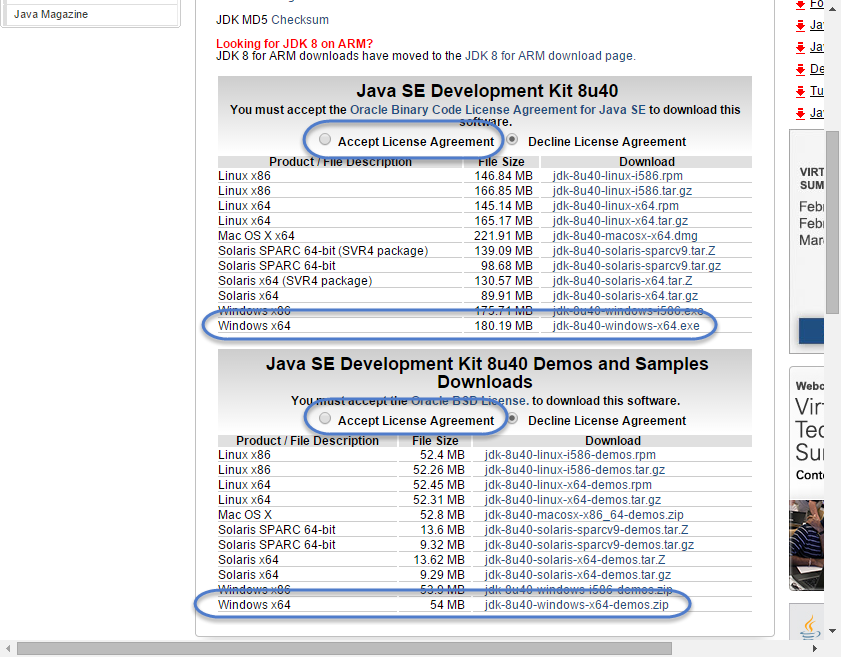 Java Magazine
JDK MD5 Checksum
Looking for JDK 8 on ARM?
JDK 8 for ARM downloads have moved to the JDK 8 for ARM download page.
Java SE Development Kit 8u40
You must accept the Oracle Binary Code License Agreement for Java SE to download this
software.
Accept License Agreement Decline License Agreement
Product / File Description File Size Download
Linux x86 146.84 MB jdk-8u40-linux-i586.rpm
Linux x86 166.85 MB jdk-8u40-linux-i586.tar.gz
Linux x64 145.14 MB jdk-8u40-linux-x64.rpm
Linux x64 165.17 MB jdk-8u40-linux-x64.tar.gz
Mac OS X x64 221.91 MB jdk-8u40-macosx-x64.dmg
Solaris SPARC 64-bit (SVR4 package) 139.09 MB jdk-8u40-solaris-sparcv9.tar.Z
Solaris SPARC 64-bit 98.68 MB jdk-8u40-solaris-sparcv9.tar.gz
Solaris x64 (SVR4 package) 130.57 MB jdk-8u40-solaris-x64.tar.Z
Solaris x64 89.91 MB jdk-8u40-solaris-x64.tar.gz
Windows x86 175.71 MB jdk-8u40-windows-i586.exe
Windows x64 180.19 MB jdk-8u40-windows-x64.exe
Java SE Development Kit 8u40 Demos and Samples
Downloads
You must accept the Oracle BSD License. to download this software.
Accept License Agreement Decline License Agreement
Product / File Description File Size Download
Linux x86 52.4 MB jdk-8u40-linux-i586-demos.rpm
Linux x86 52.26 MB jdk-8u40-linux-i586-demos.tar.gz
Linux x64 52.45 MB jdk-8u40-linux-x64-demos.rpm
Linux x64 52.31 MB jdk-8u40-linux-x64-demos.tar.gz
Mac OS X 52.8 MB jdk-8u40-macosx-x86_64-demos.zip
Solaris SPARC 64-bit 13.6 MB jdk-8u40-solaris-sparcv9-demos.tar.Z
Solaris SPARC 64-bit 9.32 MB jdk-8u40-solaris-sparcv9-demos.tar.gz
Solaris x64 13.62 MB jdk-8u40-solaris-x64-demos.tar.Z
Solaris x64 9.29 MB jdk-8u40-solaris-x64-demos.tar.gz
Windows x86 53.8 MB jdk-8u40-windows-i586-demos.zip
Windows x64 54 MB jdk-8u40-windows-x64-demos.zip
Fo
Ja
Ja
De
Tu
Ja
VIRT
SUM
Febr
Febr
Mar
Webc
Virt
Tec
Sur
Cont